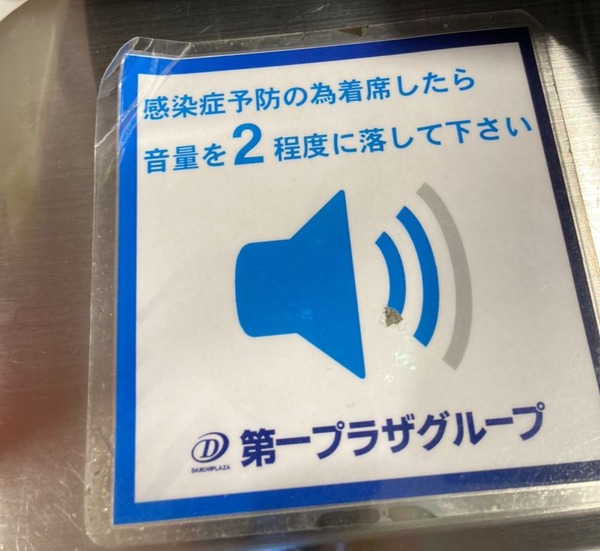 感染症予防の為着席したら
音量を2程度に落して下さい
D 第一プラザグループ
DAIICHIPLAZA